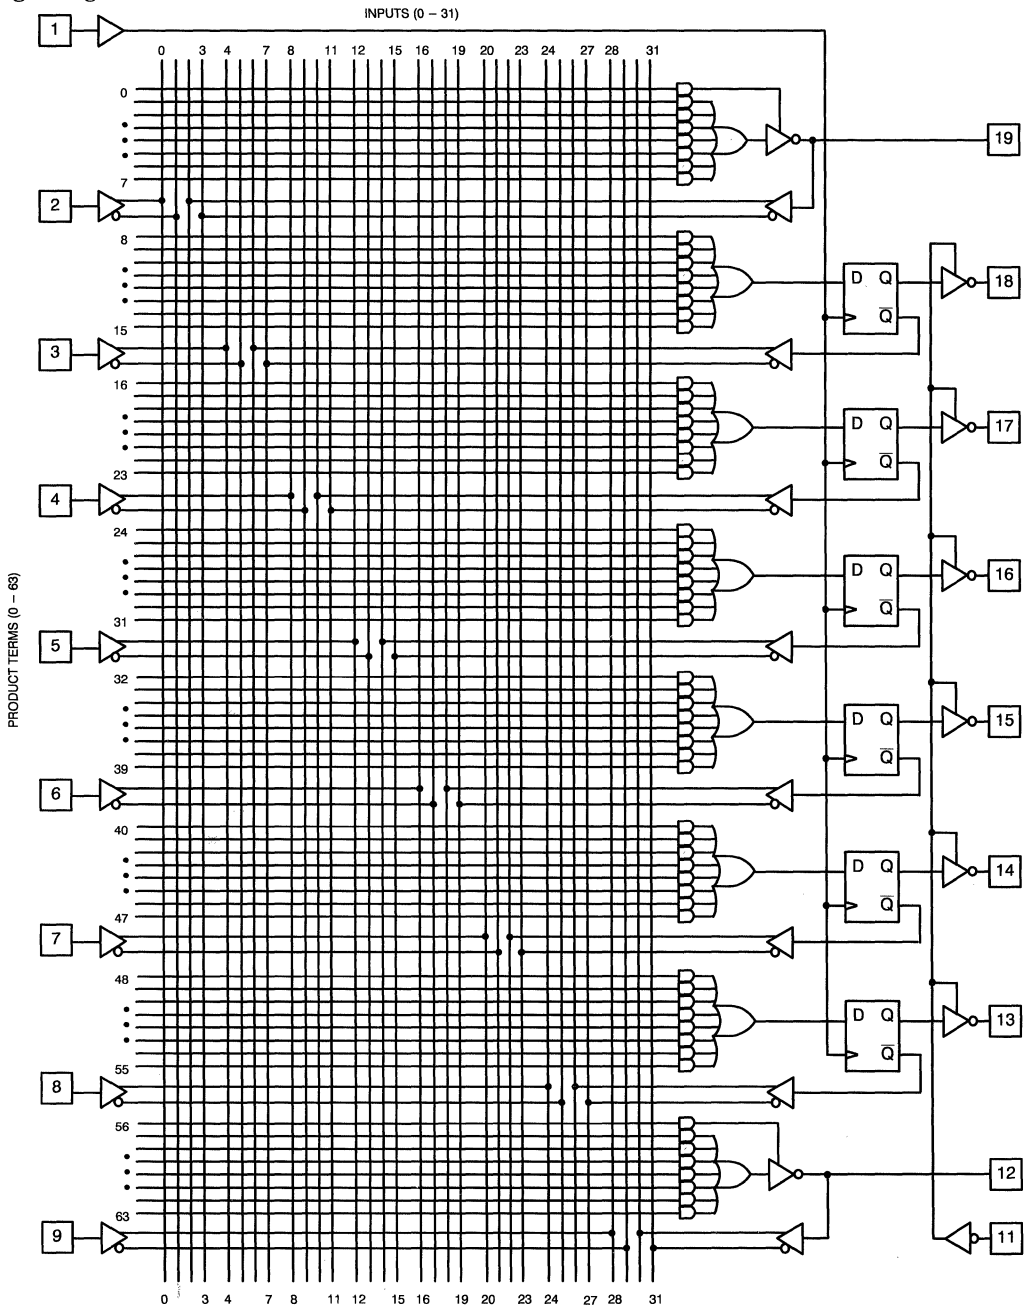 INPUTS (0 – 31)
1
0 3 4 7 8 11 12 15 16 19 20 23 24 27 28 31
0
19
7
2
8
D Q
18
Q̅
15
3
16
D Q
17
Q̅
23
4
24
D Q
16
Q̅
31
5
PRODUCT TERMS (0 – 63)
32
D Q
15
Q̅
39
6
40
D Q
14
Q̅
47
7
48
D Q
13
Q̅
55
8
56
12
63
9
11
0 3 4 7 8 11 12 15 16 19 20 23 24 27 28 31